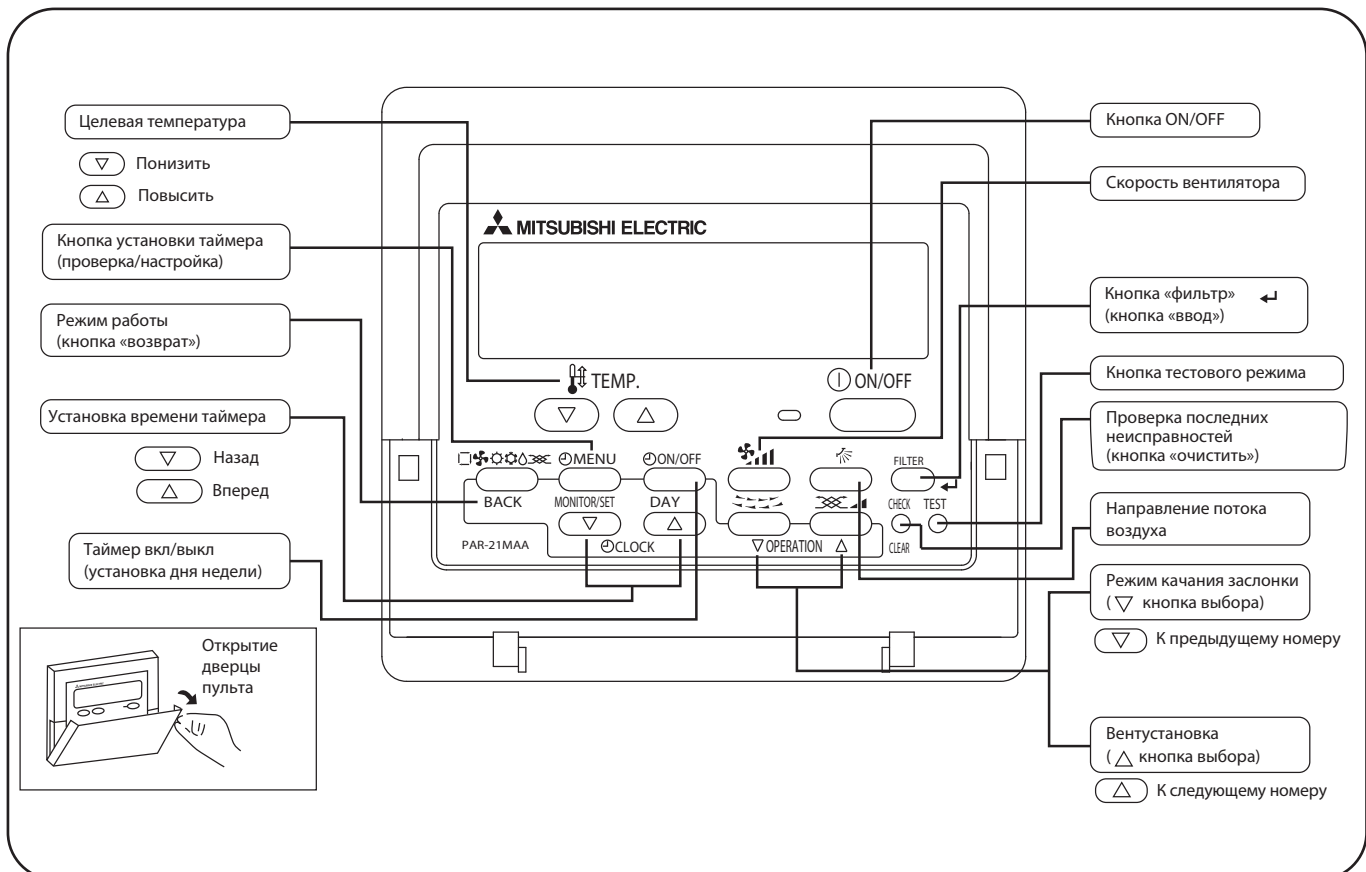 Целевая температура
Понизить
Повысить
Кнопка установки таймера
(проверка/настройка)
Режим работы
(кнопка «возврат»)
Установка времени таймера
Назад
Вперед
Таймер вкл/выкл
(установка дня недели)
Открытие
дверцы
пульта
MITSUBISHI ELECTRIC
TEMP.
ON/OFF
MENU
ON/OFF
FILTER
BACK
MONITOR/SET
DAY
CHECK
TEST
PAR-21MAA
CLOCK
OPERATION
CLEAR
Кнопка ON/OFF
Скорость вентилятора
Кнопка «фильтр»
(кнопка «ввод»)
Кнопка тестового режима
Проверка последних
неисправностей
(кнопка «очистить»)
Направление потока
воздуха
Режим качания заслонки
( ▽ кнопка выбора)
К предыдущему номеру
Вентустановка
( △ кнопка выбора)
К следующему номеру